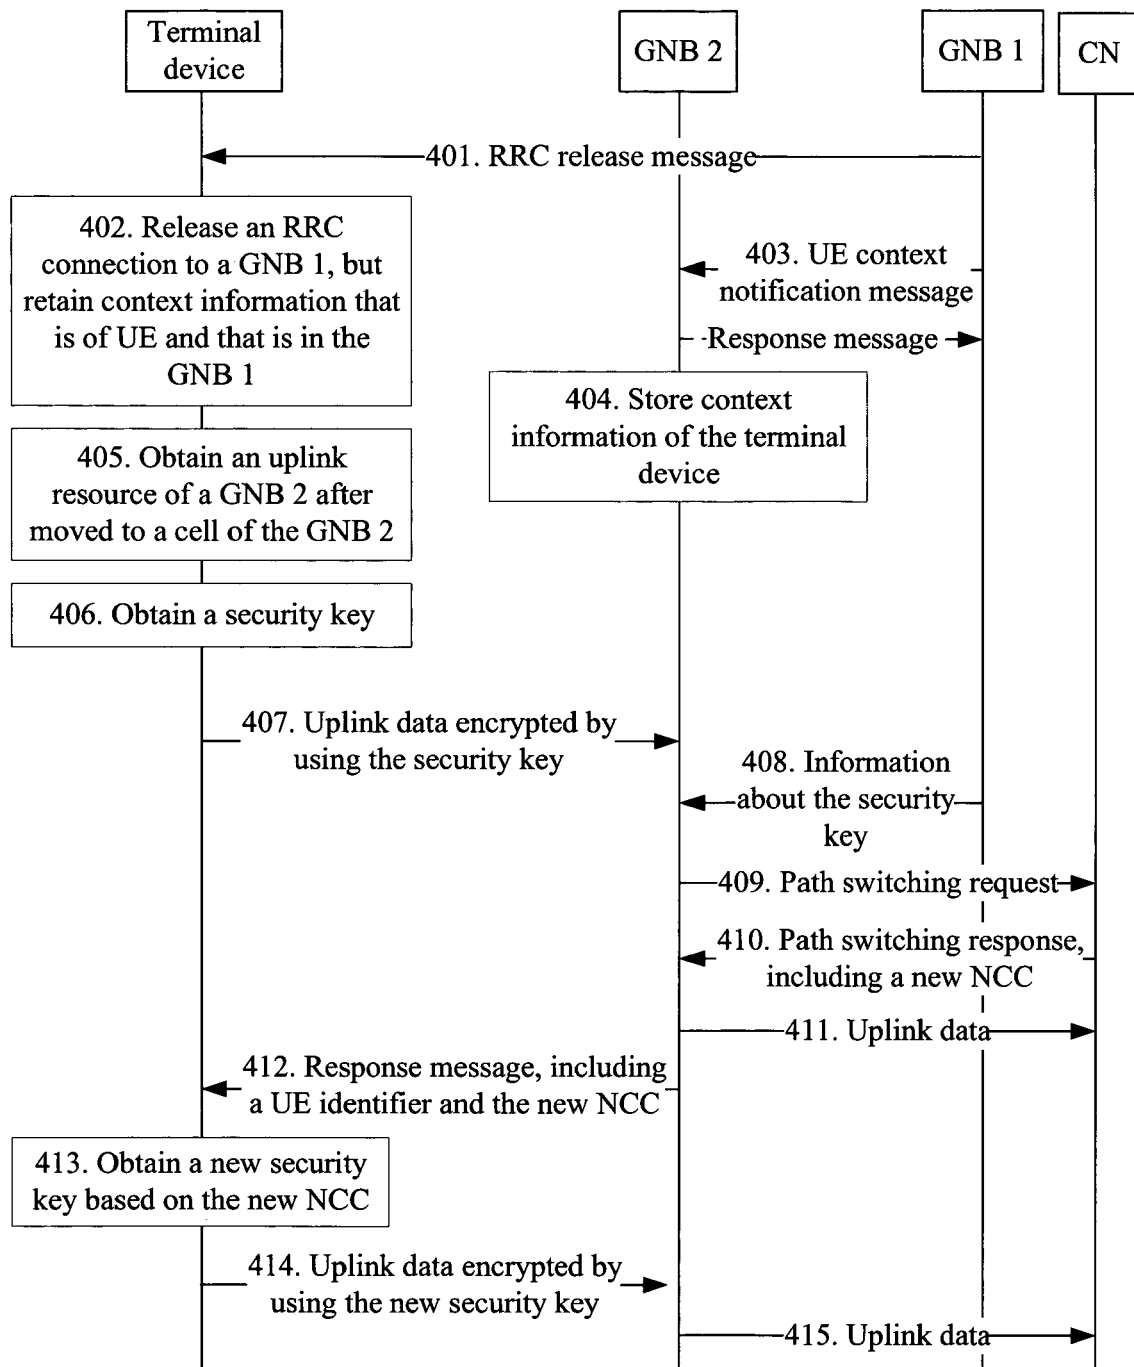 Terminal
device
GNB 2
GNB 1
CN
401. RRC release message
402. Release an RRC
connection to a GNB 1, but
retain context information that
is of UE and that is in the
GNB 1
403. UE context
notification message
Response message
404. Store context
information of the terminal
device
405. Obtain an uplink
resource of a GNB 2 after
moved to a cell of the GNB 2
406. Obtain a security key
407. Uplink data encrypted by
using the security key
408. Information
about the security
key
409. Path switching request
410. Path switching response,
including a new NCC
411. Uplink data
412. Response message, including
a UE identifier and the new NCC
413. Obtain a new security
key based on the new NCC
414. Uplink data encrypted by
using the new security key
415. Uplink data